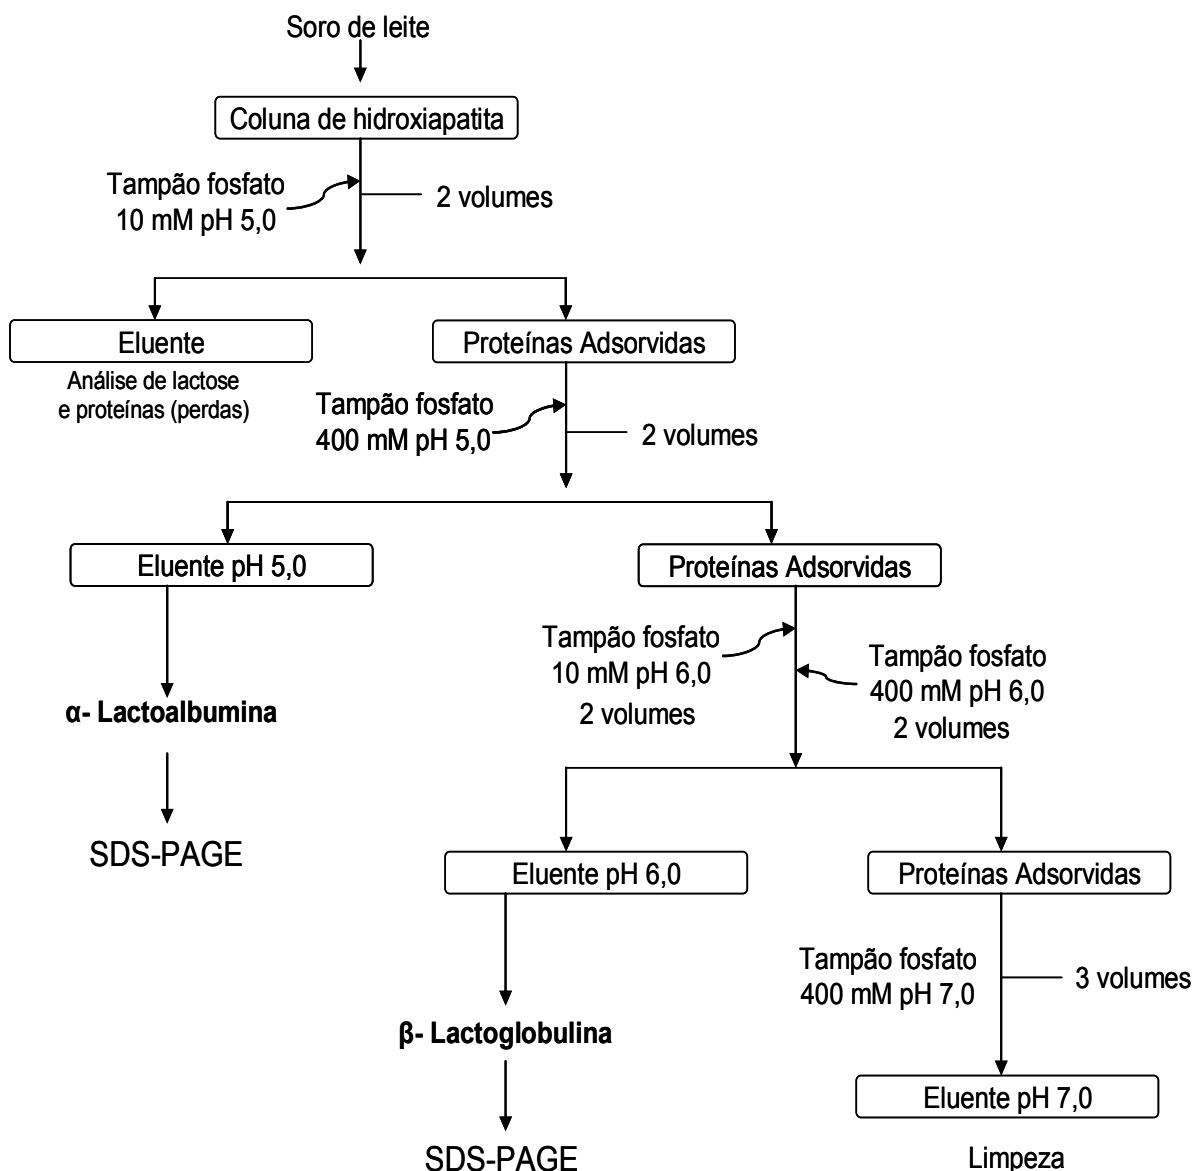 Soro de leite
Coluna de hidroxiapatita
Tampão fosfato
10 mM pH 5,0
2 volumes
Eluente
Análise de lactose
e proteínas (perdas)
Proteínas Adsorvidas
Tampão fosfato
400 mM pH 5,0
2 volumes
Eluente pH 5,0
α- Lactoalbumina
SDS-PAGE
Proteínas Adsorvidas
Tampão fosfato
10 mM pH 6,0
2 volumes
Tampão fosfato
400 mM pH 6,0
2 volumes
Eluente pH 6,0
β- Lactoglobulina
SDS-PAGE
Proteínas Adsorvidas
Tampão fosfato
400 mM pH 7,0
3 volumes
Eluente pH 7,0
Limpeza